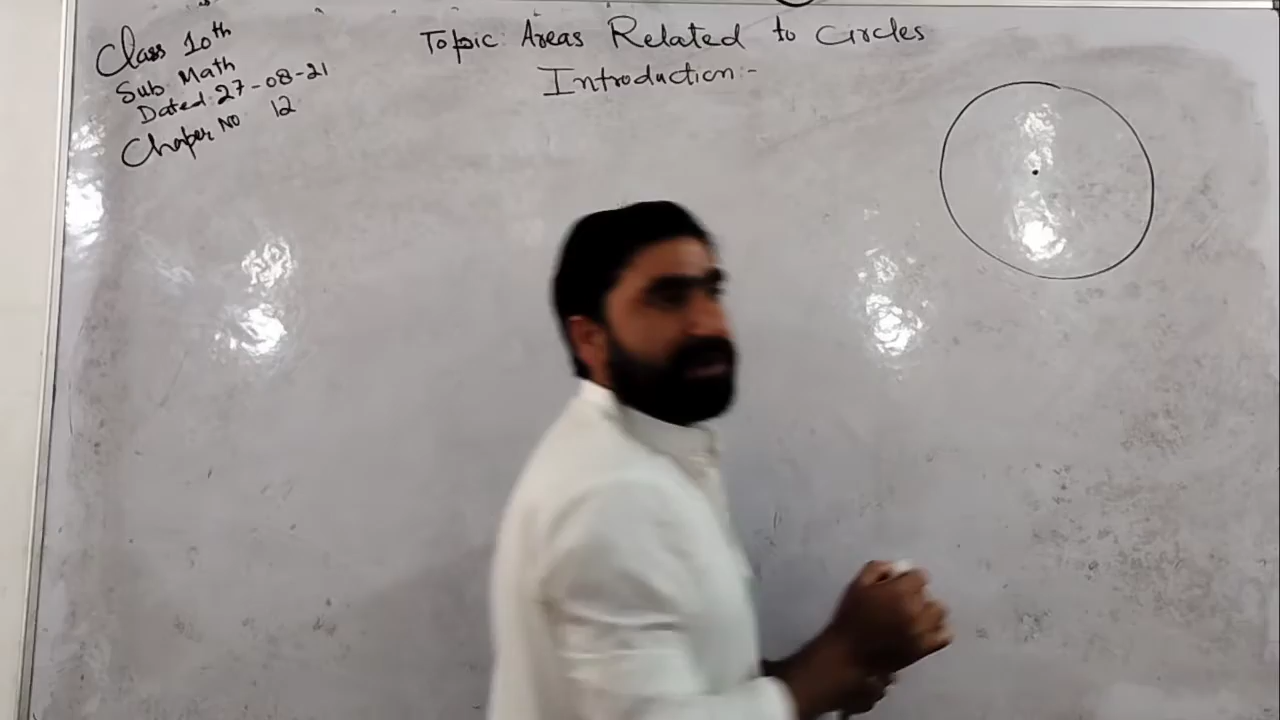 Class 10th
Sub Math
Dated: 27-08-21
Chapter No 12
Topic: Areas Related to Circles
Introduction:-